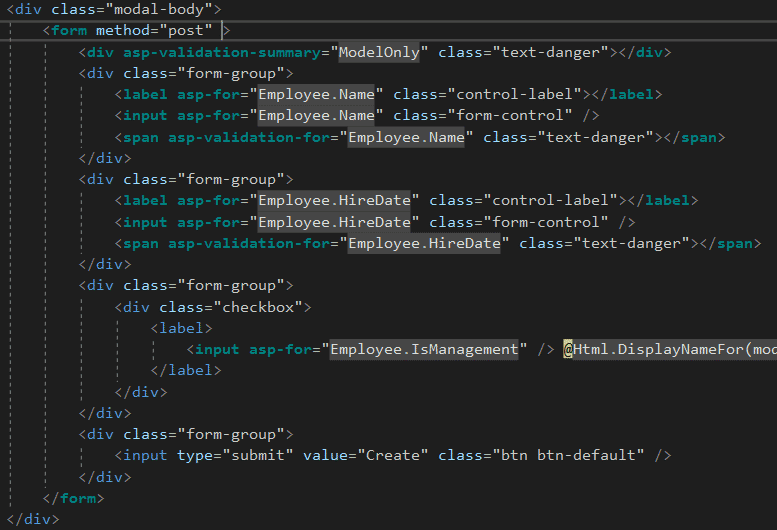 <div class="modal-body">
<form method="post" >
<div asp-validation-summary="ModelOnly" class="text-danger"></div>
<div class="form-group">
<label asp-for="Employee.Name" class="control-label"></label>
<input asp-for="Employee.Name" class="form-control" />
<span asp-validation-for="Employee.Name" class="text-danger"></span>
</div>
<div class="form-group">
<label asp-for="Employee.HireDate" class="control-label"></label>
<input asp-for="Employee.HireDate" class="form-control" />
<span asp-validation-for="Employee.HireDate" class="text-danger"></span>
</div>
<div class="form-group">
<div class="checkbox">
<label>
<input asp-for="Employee.IsManagement" /> @Html.DisplayNameFor(mod
</label>
</div>
</div>
<div class="form-group">
<input type="submit" value="Create" class="btn btn-default" />
</div>
</form>
</div>